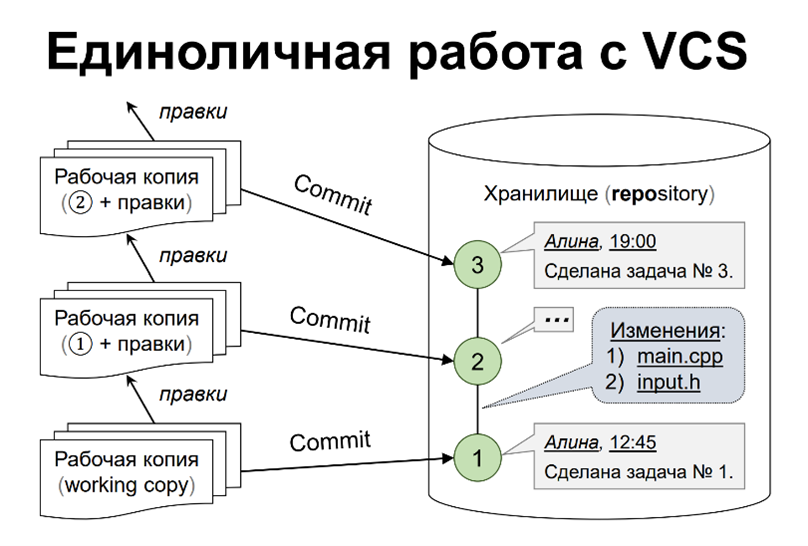 Единоличная работа с VCS
правки
Рабочая копия
(② + правки)
Commit
правки
Рабочая копия
(① + правки)
Commit
правки
Рабочая копия
(working copy)
Commit
Хранилище (repository)
3
Алина, 19:00
Сделана задача № 3.
...
2
Изменения:
1) main.cpp
2) input.h
1
Алина, 12:45
Сделана задача № 1.